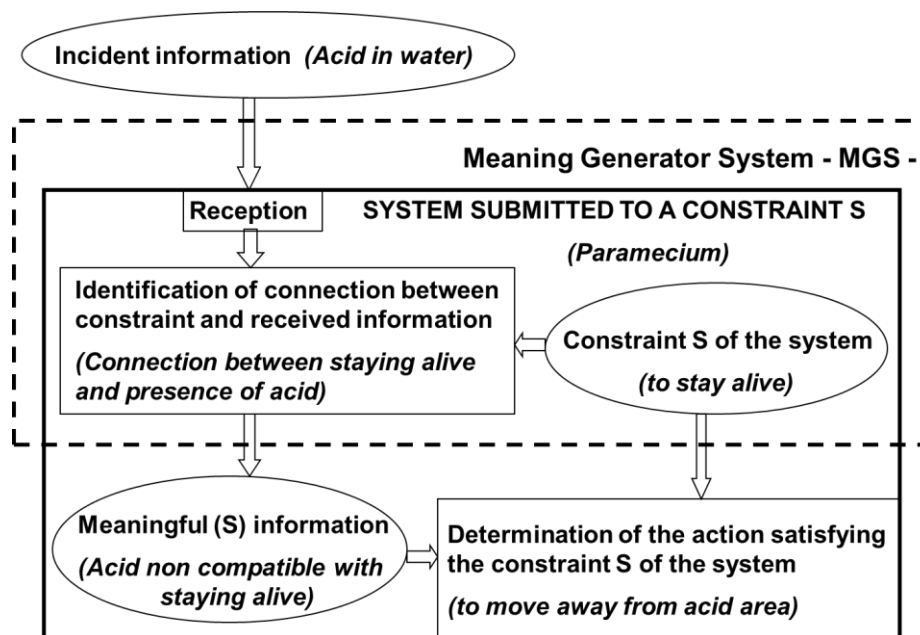 Incident information (Acid in water)
Meaning Generator System - MGS -
Reception
SYSTEM SUBMITTED TO A CONSTRAINT S
(Paramecium)
Identification of connection between
constraint and received information
(Connection between staying alive
and presence of acid)
Constraint S of the system
(to stay alive)
Meaningful (S) information
(Acid non compatible with
staying alive)
Determination of the action satisfying
the constraint S of the system
(to move away from acid area)